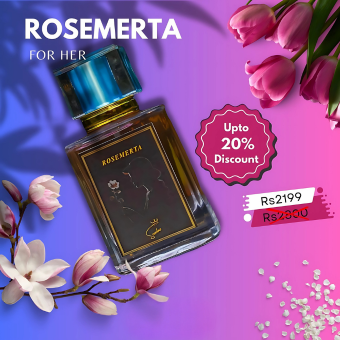 ROSEMERTA
FOR HER
ROSEMERTA
Upto
20%
Discount
Rs2199
Rs2800